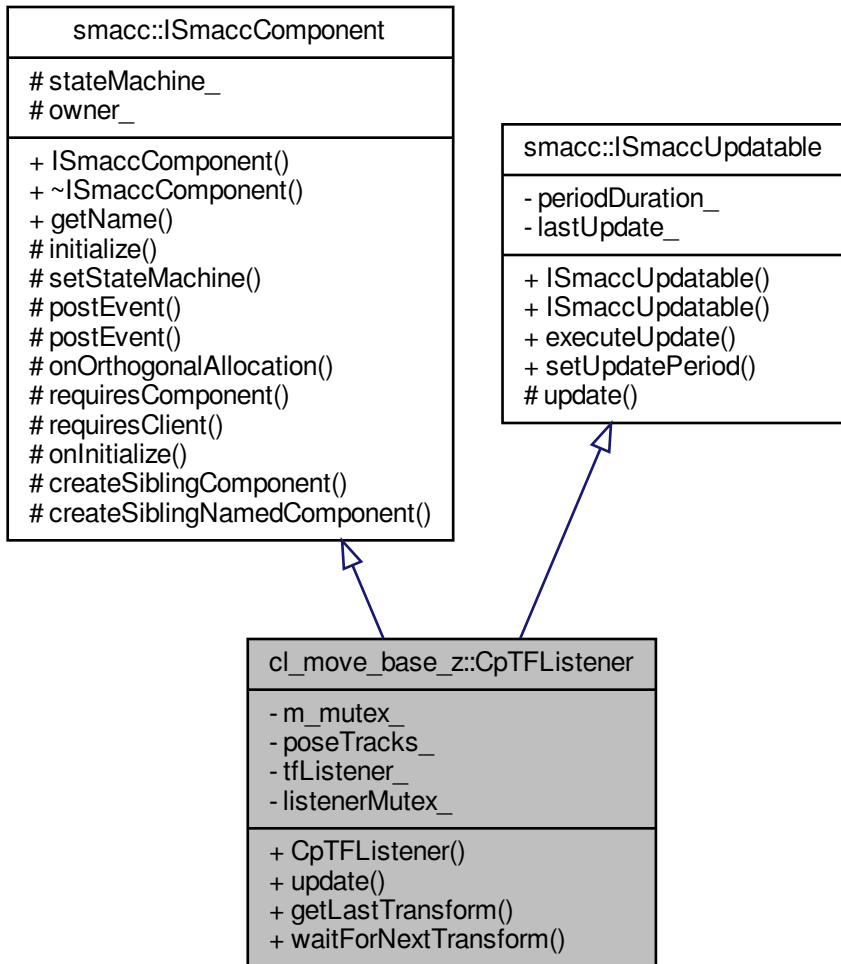 smacc::ISmaccComponent
# stateMachine_
# owner_
+ ISmaccComponent()
+ ~ISmaccComponent()
+ getName()
# initialize()
# setStateMachine()
# postEvent()
# postEvent()
# onOrthogonalAllocation()
# requiresComponent()
# requiresClient()
# onInitialize()
# createSiblingComponent()
# createSiblingNamedComponent()
smacc::ISmaccUpdatable
- periodDuration_
- lastUpdate_
+ ISmaccUpdatable()
+ ISmaccUpdatable()
+ executeUpdate()
+ setUpdatePeriod()
# update()
cl_move_base_z::CpTFListener
- m_mutex_
- poseTracks_
- tfListener_
- listenerMutex_
+ CpTFListener()
+ update()
+ getLastTransform()
+ waitForNextTransform()